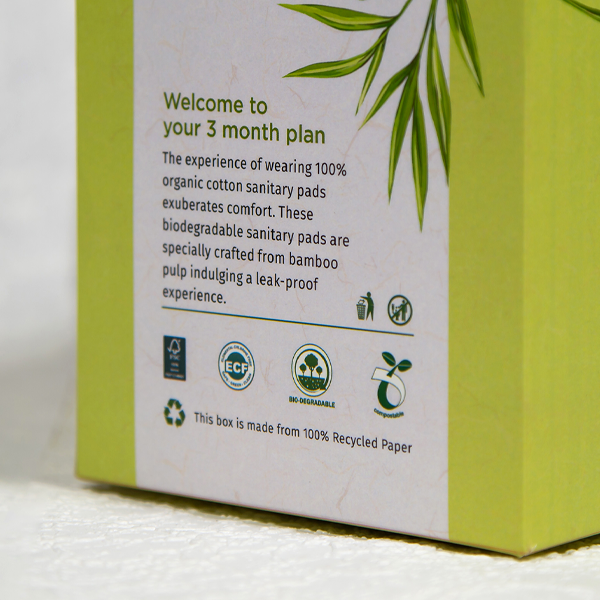 Welcome to
your 3 month plan
The experience of wearing 100%
organic cotton sanitary pads
exuberates comfort. These
biodegradable sanitary pads are
specially crafted from bamboo
pulp indulging a leak-proof
experience.
FSC
ECF
BIO-DEGRADABLE
compostable
This box is made from 100% Recycled Paper